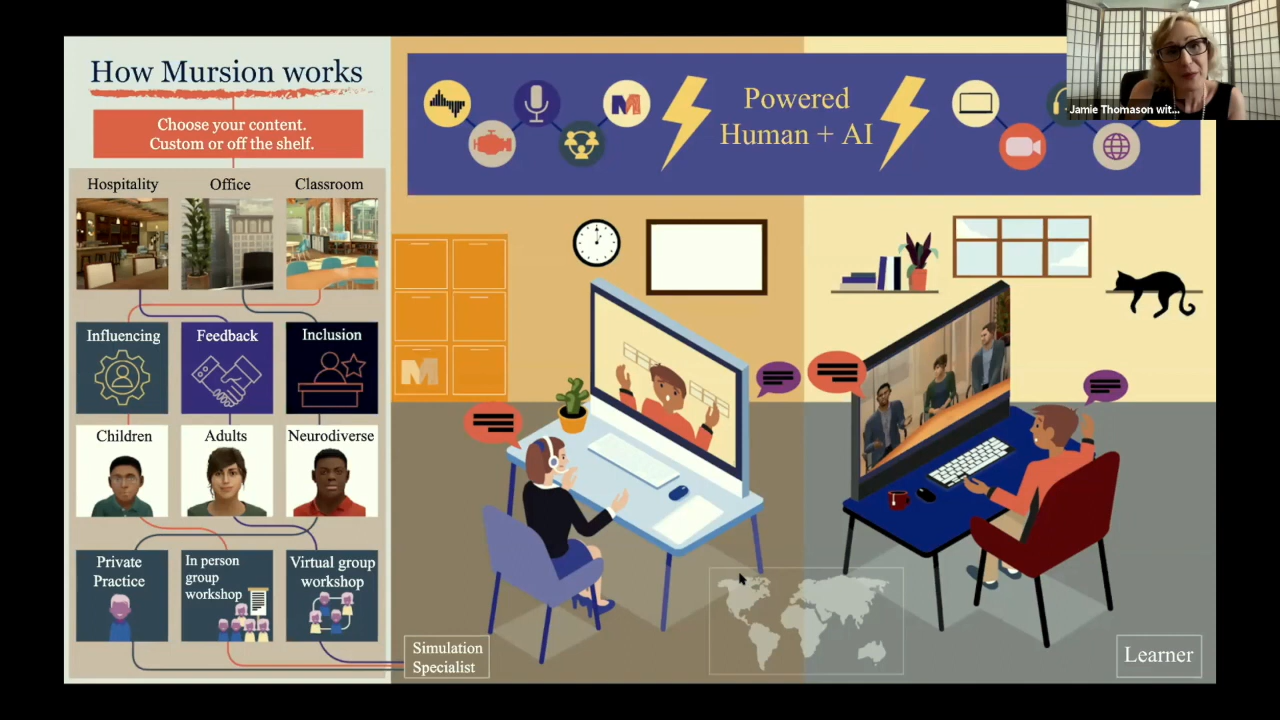 How Mursion works
Choose your content.
Custom or off the shelf.
Hospitality
Office
Classroom
Influencing
Feedback
Inclusion
Children
Adults
Neurodiverse
Private
Practice
In person
group
workshop
Virtual group
workshop
M
Powered
Human + AI
Jamie Thomason wit...
M
Simulation
Specialist
Learner